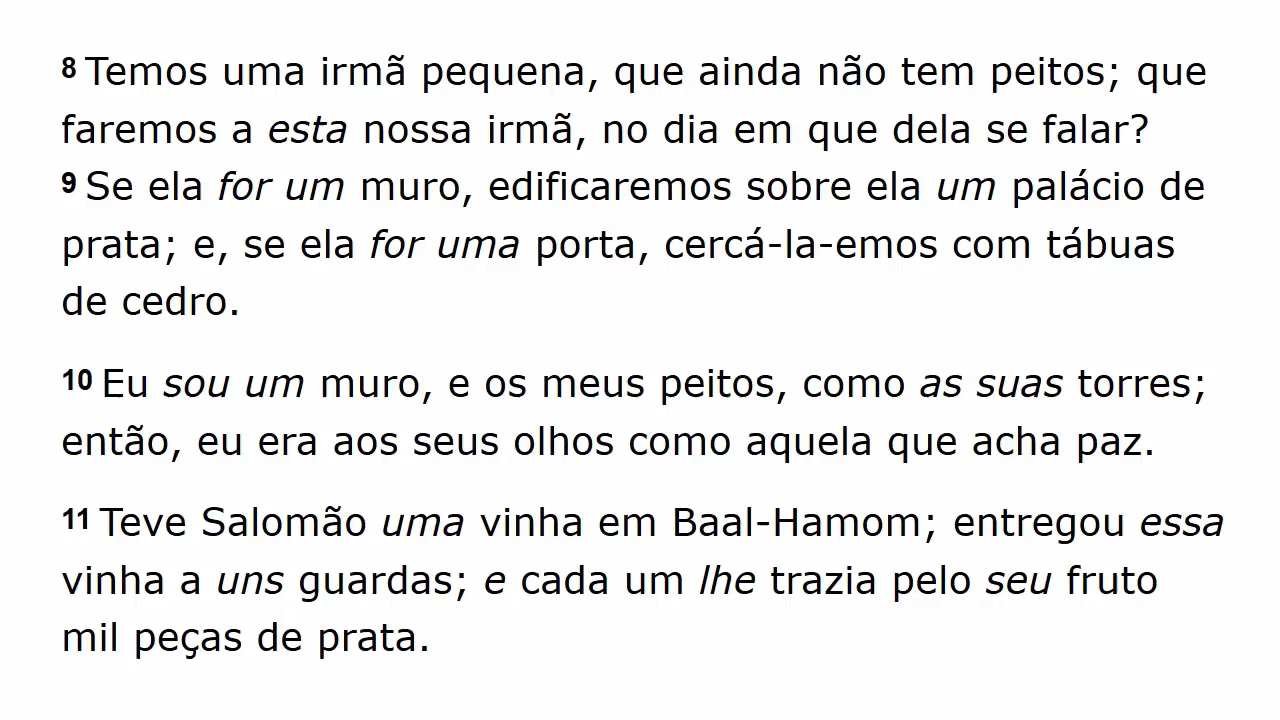 8 Temos uma irmã pequena, que ainda não tem peitos; que
faremos a esta nossa irmã, no dia em que dela se falar?
9 Se ela for um muro, edificaremos sobre ela um palácio de
prata; e, se ela for uma porta, cercá-la-emos com tábuas
de cedro.
10 Eu sou um muro, e os meus peitos, como as suas torres;
então, eu era aos seus olhos como aquela que acha paz.
11 Teve Salomão uma vinha em Baal-Hamom; entregou essa
vinha a uns guardas; e cada um lhe trazia pelo seu fruto
mil peças de prata.